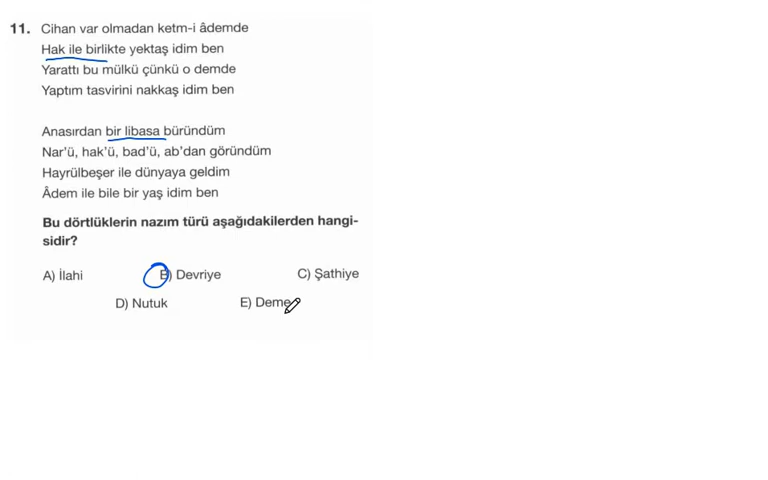 11. Cihan var olmadan ketm-i âdemde
Hak ile birlikte yektaş idim ben
Yarattı bu mülkü çünkü o demde
Yaptım tasvirini nakkaş idim ben
Anasırdan bir libasa büründüm
Nar'ü, hak'ü, bad'ü, ab'dan göründüm
Hayrülbeşer ile dünyaya geldim
Âdem ile bile bir yaş idim ben
Bu dörtlüklerin nazım türü aşağıdakilerden hangi-
sidir?
A) İlahi B) Devriye C) Şathiye
D) Nutuk E) Deme